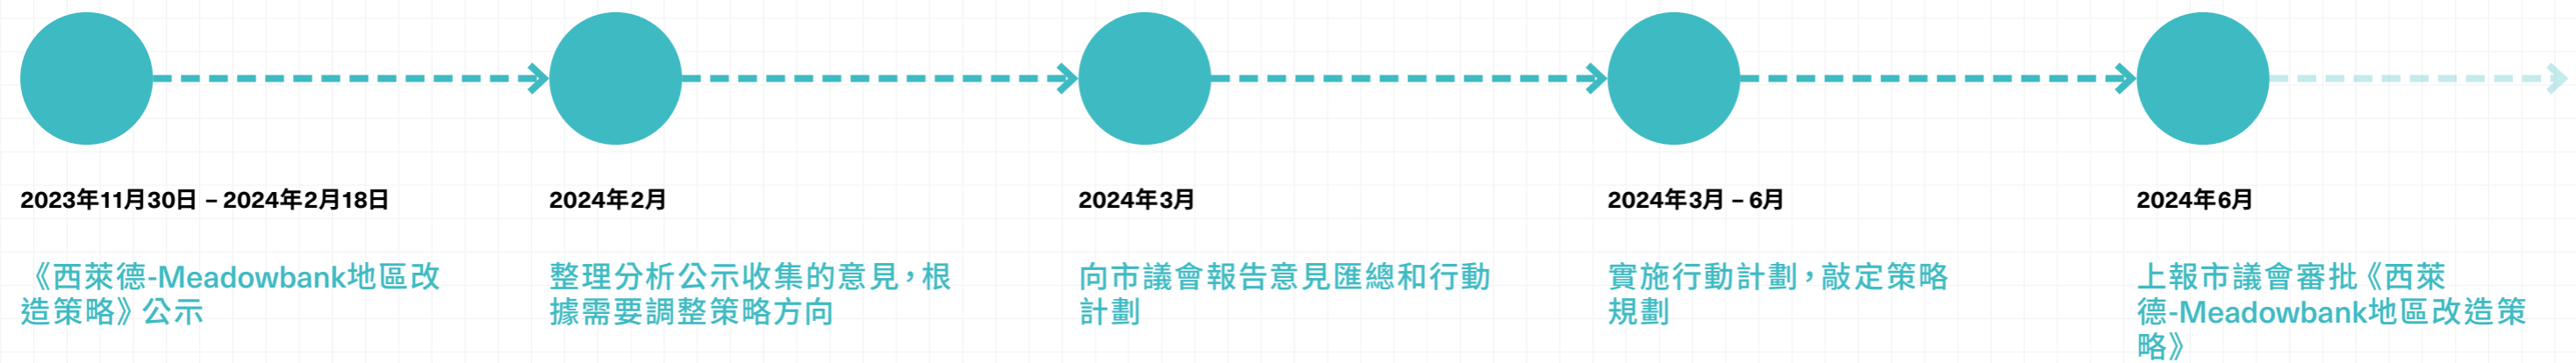 2023年11月30日 – 2024年2月18日
《西萊德-Meadowbank地區改
造策略》公示
2024年2月
整理分析公示收集的意見，根
據需要調整策略方向
2024年3月
向市議會報告意見匯總和行動
計劃
2024年3月 – 6月
實施行動計劃，敲定策略
規劃
2024年6月
上報市議會審批《西萊
德-Meadowbank地區改造策
略》